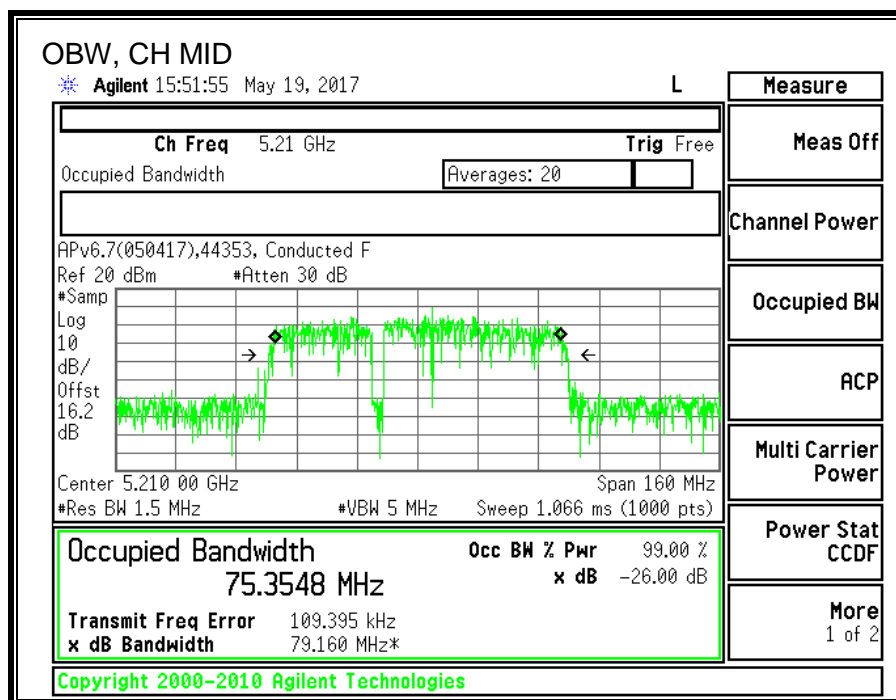 OBW, CH MID
Agilent 15:51:55 May 19, 2017 L
Measure
Ch Freq 5.21 GHz Trig Free
Meas Off
Occupied Bandwidth Averages: 20
Channel Power
APv6.7(050417),44353, Conducted F
Ref 20 dBm #Atten 30 dB
#Samp
Log
10
dB/
Offst
16.2
dB
Occupied BW
ACP
Center 5.210 00 GHz Span 160 MHz
#Res BW 1.5 MHz #VBW 5 MHz Sweep 1.066 ms (1000 pts)
Multi Carrier
Power
Occupied Bandwidth
75.3548 MHz
Occ BW % Pwr 99.00 %
x dB -26.00 dB
Transmit Freq Error 109.395 kHz
x dB Bandwidth 79.160 MHz*
Power Stat
CCDF
More
1 of 2
Copyright 2000-2010 Agilent Technologies